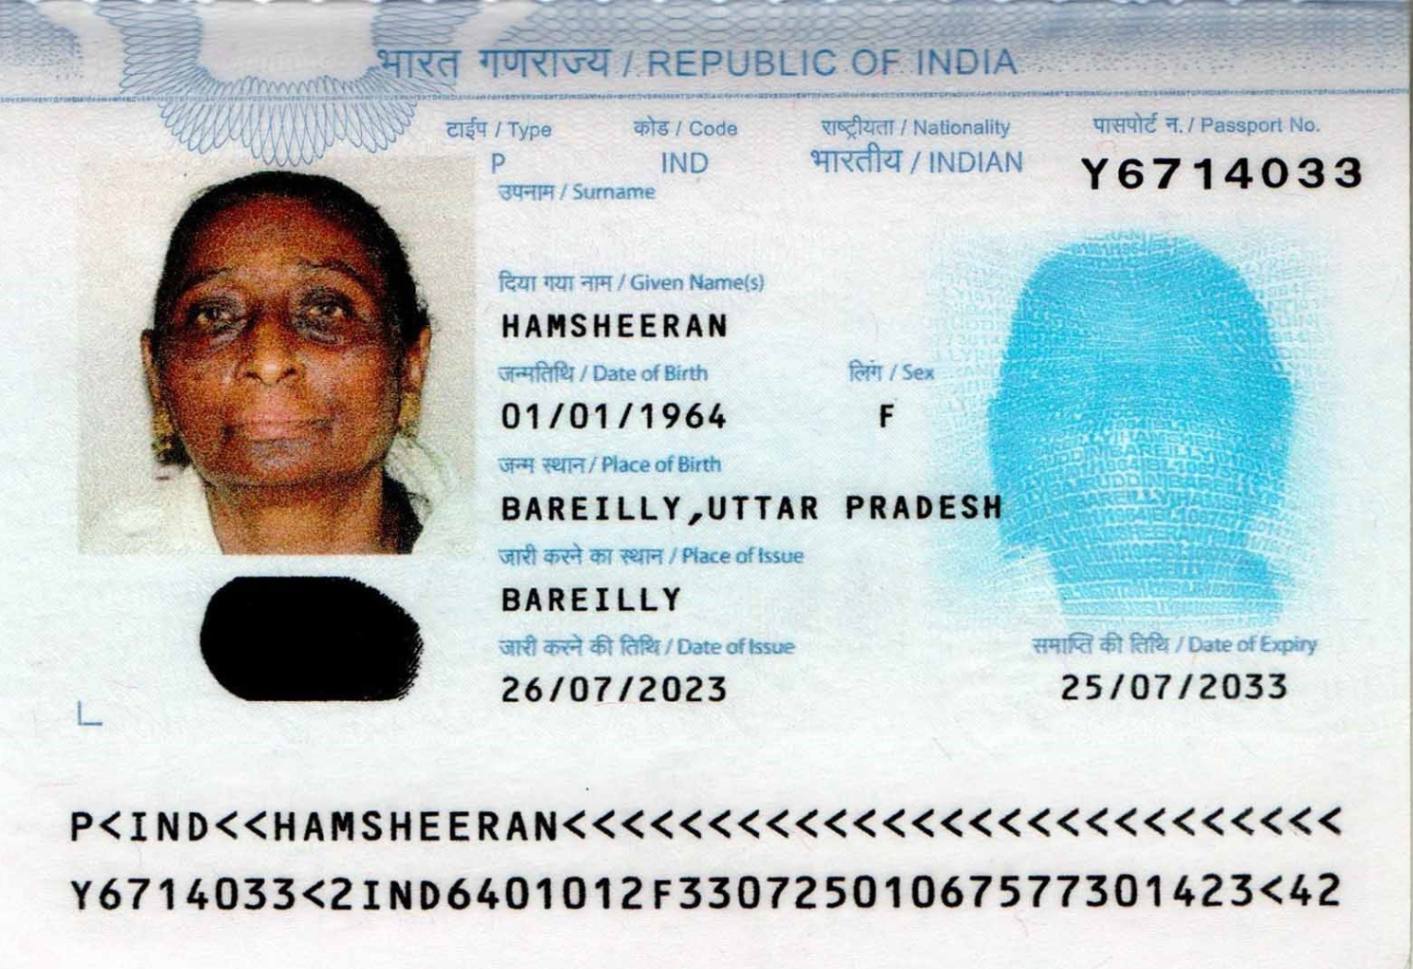 भारत गणराज्य / REPUBLIC OF INDIA
टाईप / Type कोड / Code राष्ट्रीयता / Nationality पासपोर्ट न. / Passport No.
P IND भारतीय / INDIAN Y6714033
उपनाम / Surname
दिया गया नाम / Given Name(s)
HAMSHEERAN
जन्मतिथि / Date of Birth लिंग / Sex
01/01/1964 F
जन्म स्थान / Place of Birth
BAREILLY,UTTAR PRADESH
जारी करने का स्थान / Place of Issue
BAREILLY
जारी करने की तिथि / Date of Issue समाप्ति की तिथि / Date of Expiry
26/07/2023 25/07/2033
P<IND<<HAMSHEERAN<<<<<<<<<<<<<<<<<<<<<<<<<<<
Y6714033<2IND6401012F33072501067577301423<42